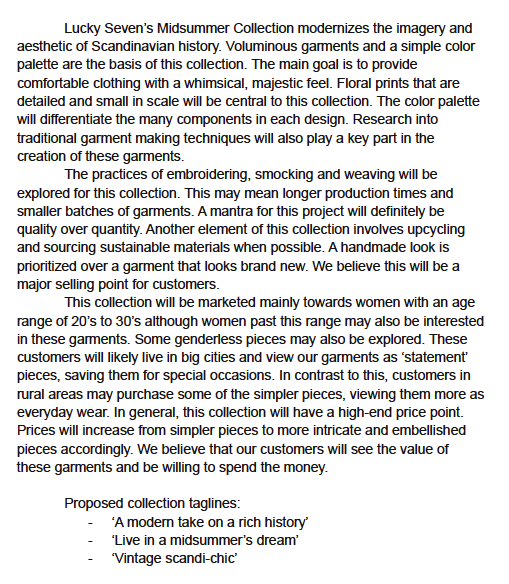 Lucky Seven's Midsummer Collection modernizes the imagery and
aesthetic of Scandinavian history. Voluminous garments and a simple color
palette are the basis of this collection. The main goal is to provide
comfortable clothing with a whimsical, majestic feel. Floral prints that are
detailed and small in scale will be central to this collection. The color palette
will differentiate the many components in each design. Research into
traditional garment making techniques will also play a key part in the
creation of these garments.
The practices of embroidering, smocking and weaving will be
explored for this collection. This may mean longer production times and
smaller batches of garments. A mantra for this project will definitely be
quality over quantity. Another element of this collection involves upcycling
and sourcing sustainable materials when possible. A handmade look is
prioritized over a garment that looks brand new. We believe this will be a
major selling point for customers.
This collection will be marketed mainly towards women with an age
range of 20's to 30's although women past this range may also be interested
in these garments. Some genderless pieces may also be explored. These
customers will likely live in big cities and view our garments as 'statement'
pieces, saving them for special occasions. In contrast to this, customers in
rural areas may purchase some of the simpler pieces, viewing them more as
everyday wear. In general, this collection will have a high-end price point.
Prices will increase from simpler pieces to more intricate and embellished
pieces accordingly. We believe that our customers will see the value of
these garments and be willing to spend the money.
Proposed collection taglines:
- 'A modern take on a rich history'
- 'Live in a midsummer's dream'
- 'Vintage scandi-chic'